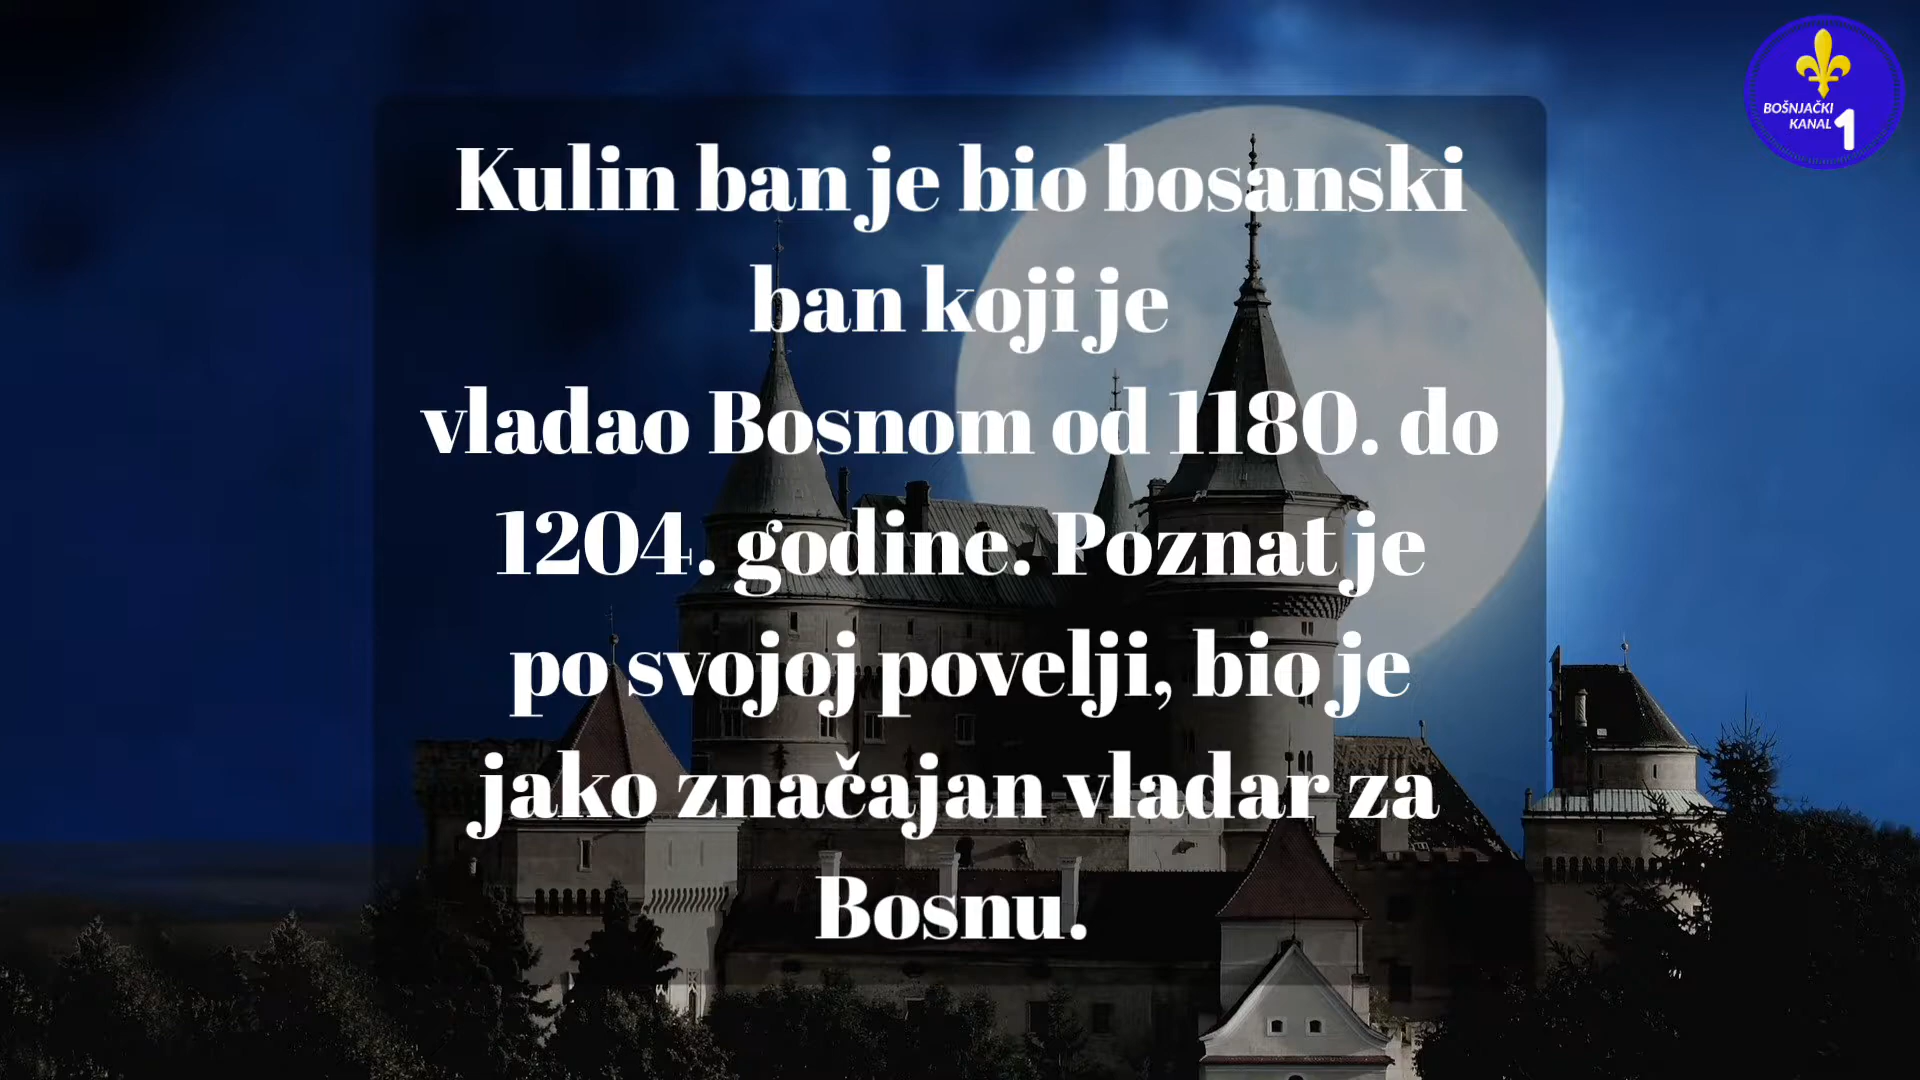 Kulin ban je bio bosanski
ban koji je
vladao Bosnom od 1180. do
1204. godine. Poznat je
po svojoj povelji, bio je
jako značajan vladar za
Bosnu.
BOŠNJAČKI
KANAL 1